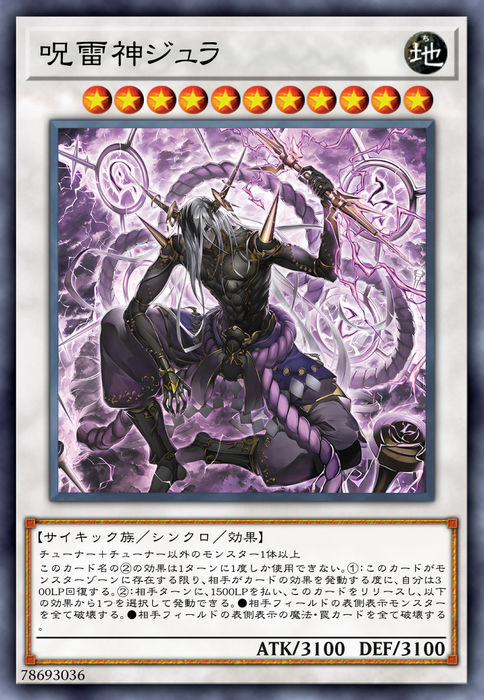 呪雷神ジュラ
ち
地
【サイキック族／シンクロ／効果】
チューナー＋チューナー以外のモンスター1体以上
このカード名の②の効果は1ターンに1度しか使用できない。①：このカードがモ
ンスターゾーンに存在する限り、相手がカードの効果を発動する度に、自分は3
00LP回復する。②：相手ターンに、1500LPを払い、このカードをリリースし、以下
の効果から1つを選択して発動できる。●相手フィールドの表側表示モンスター
を全て破壊する。●相手フィールドの表側表示の魔法・罠カードを全て破壊する
。
ATK/3100 DEF/3100
78693036